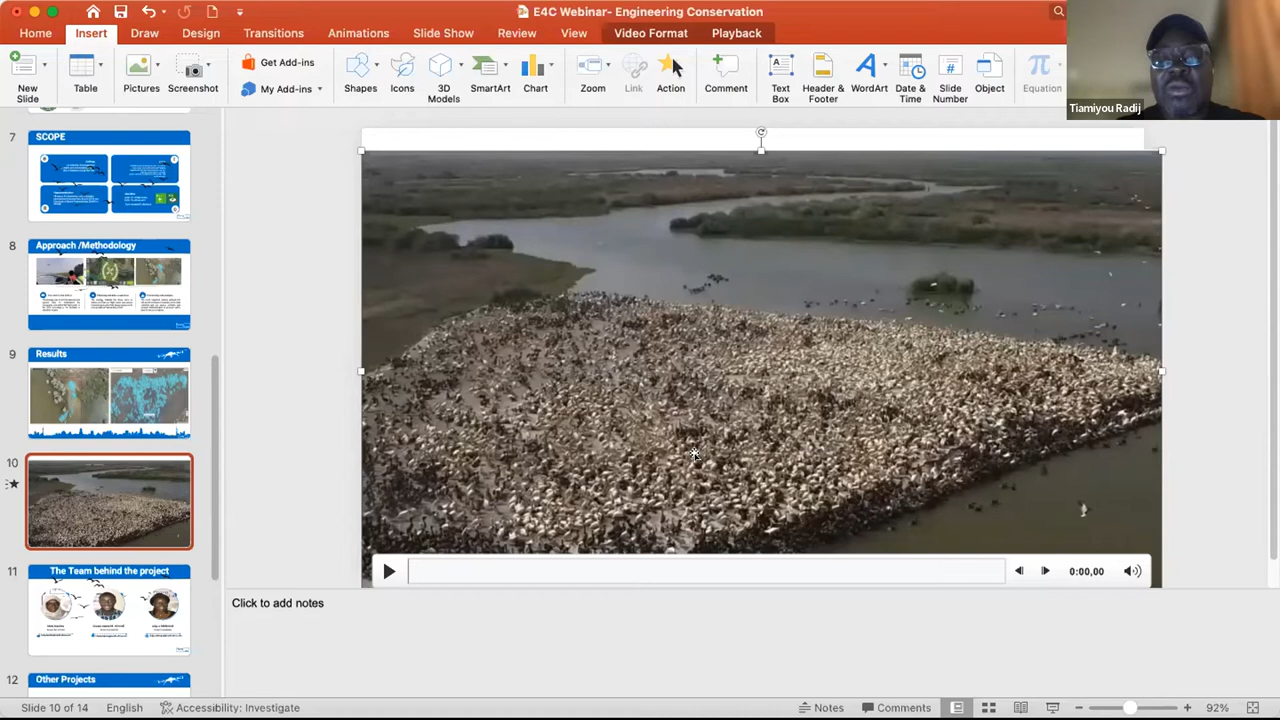 E4C Webinar- Engineering Conservation
Home Insert Draw Design Transitions Animations Slide Show Review View Video Format Playback
New Slide
Table
Pictures
Screenshot
Get Add-ins
My Add-ins
Shapes
Icons
3D Models
SmartArt
Chart
Zoom
Link
Action
Comment
Text Box
Header & Footer
WordArt
Date & Time
Slide Number
Object
Equation
Tiamiyou Radij
7 SCOPE
8 Approach /Methodology
9 Results
10
11 The Team behind the project
12 Other Projects
0:00,00
Click to add notes
Slide 10 of 14 English Accessibility: Investigate Notes Comments 92%